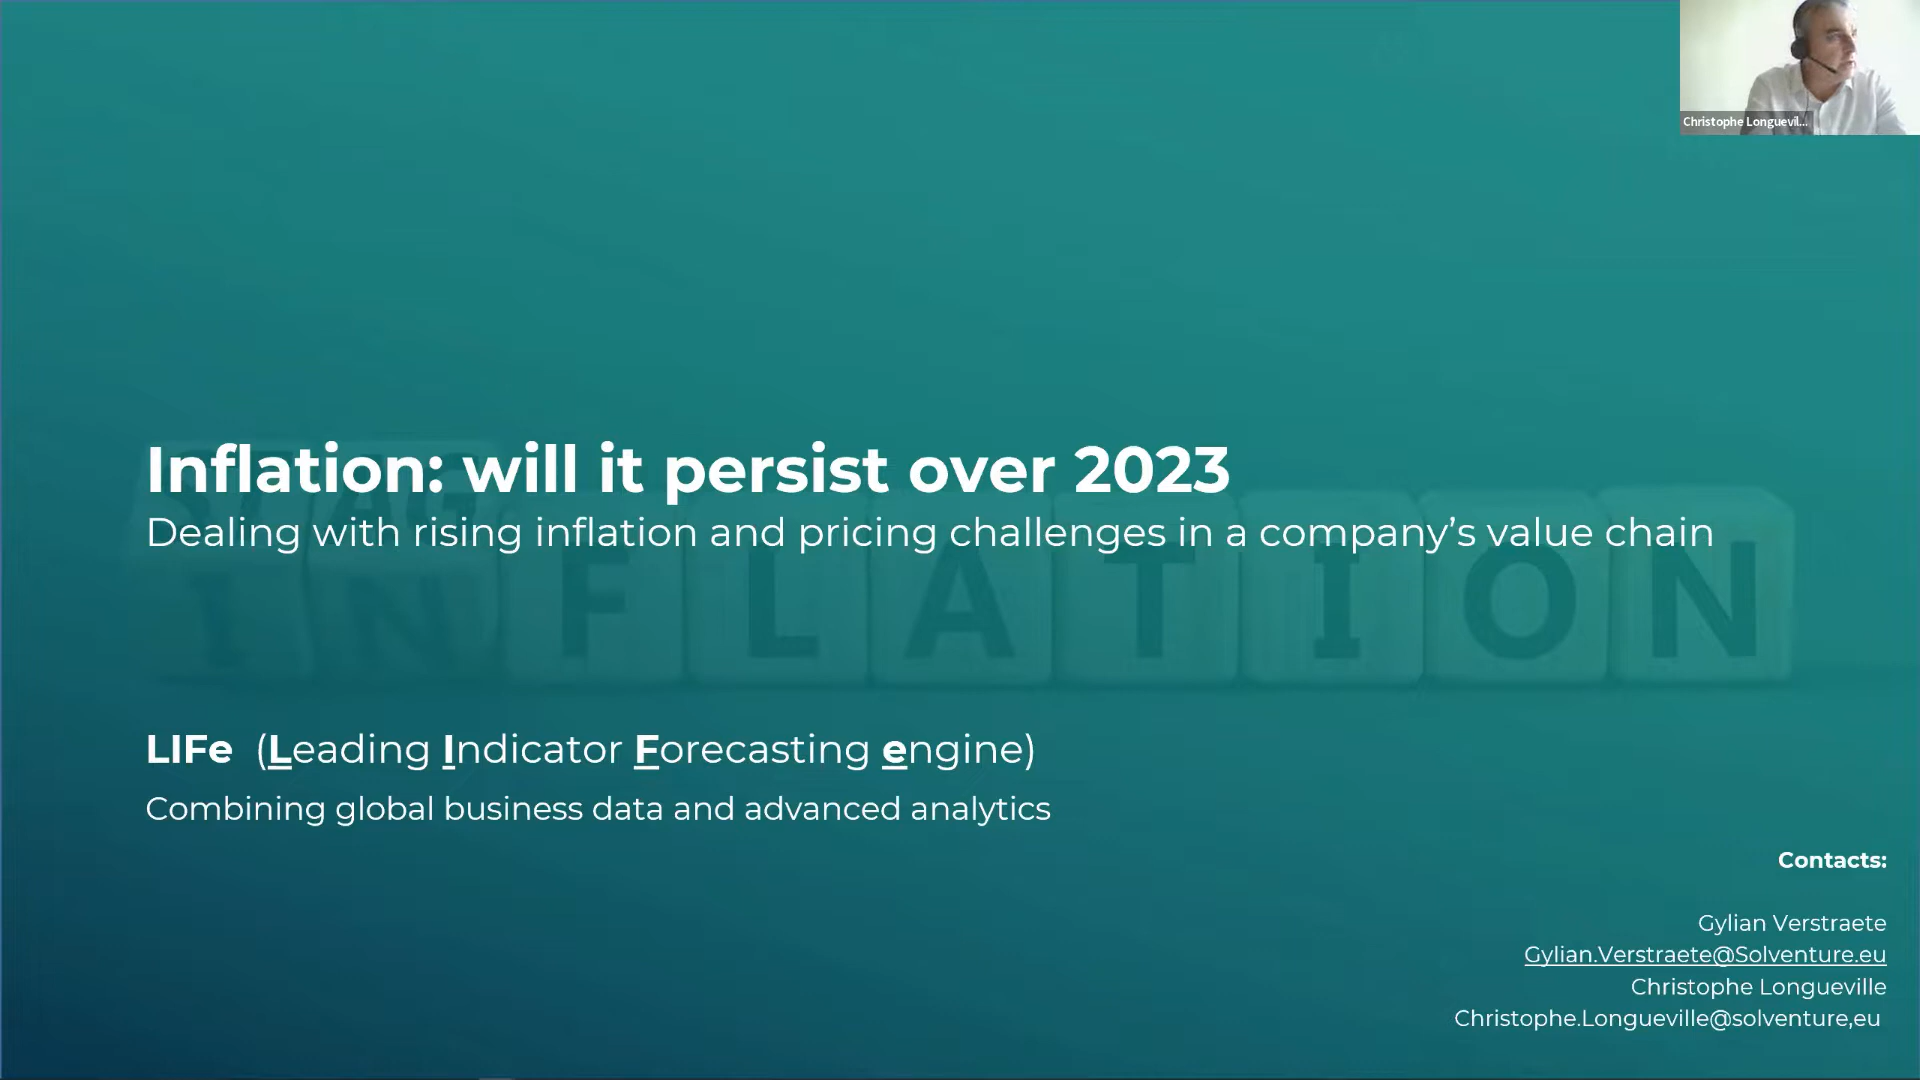 Christophe Longuevil...
Inflation: will it persist over 2023
Dealing with rising inflation and pricing challenges in a company’s value chain
I N F L A T I O N
LIFe (Leading Indicator Forecasting engine)
Combining global business data and advanced analytics
Contacts:
Gylian Verstraete
Gylian.Verstraete@Solventure.eu
Christophe Longueville
Christophe.Longueville@solventure,eu